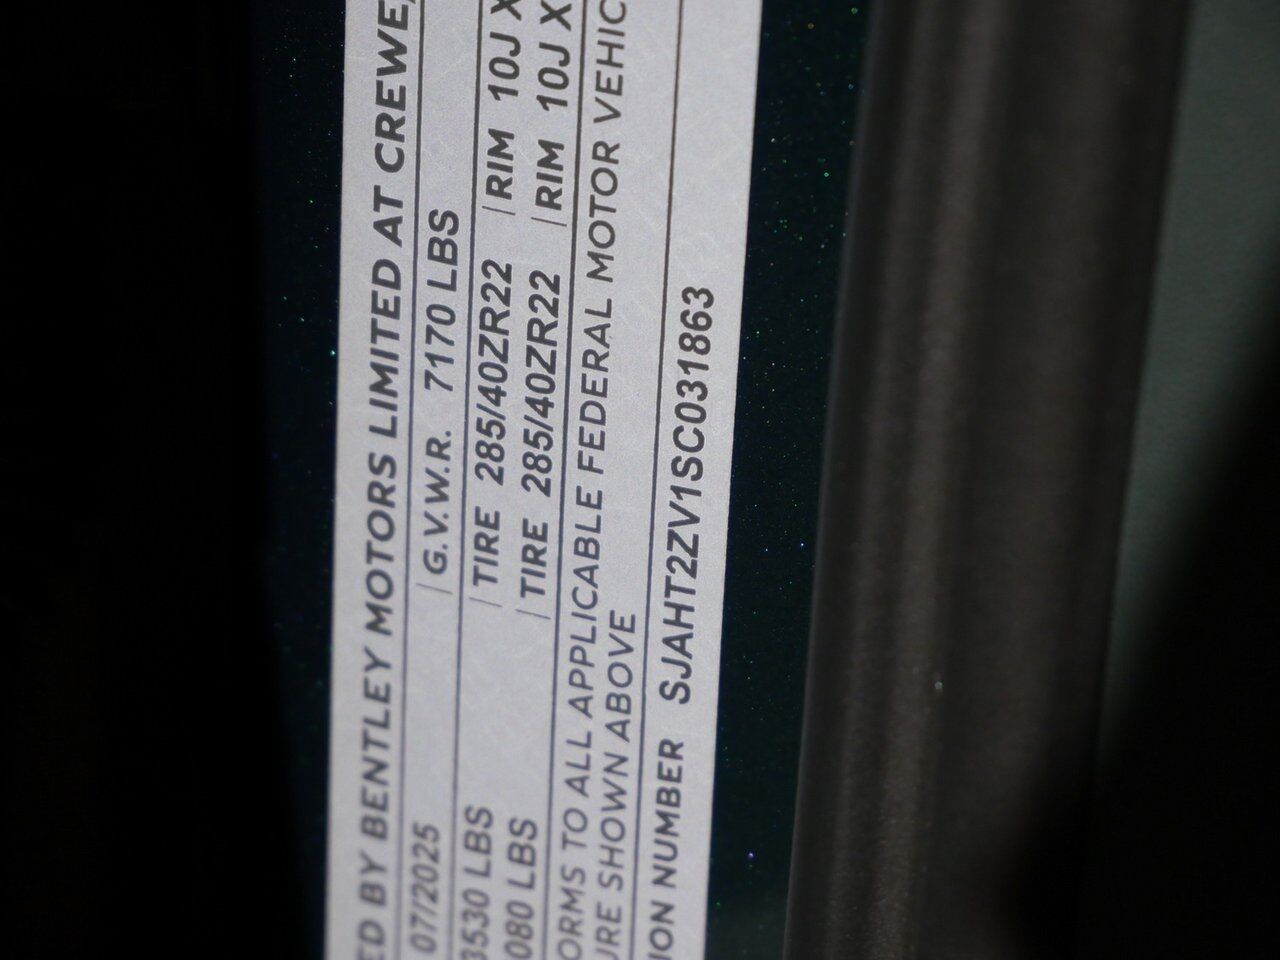 ED BY BENTLEY MOTORS LIMITED AT CREWE,
07/2025 G.V.W.R. 7170 LBS
3530 LBS TIRE 285/40ZR22 RIM 10J X
080 LBS TIRE 285/40ZR22 RIM 10J X
ORMS TO ALL APPLICABLE FEDERAL MOTOR VEHIC
URE SHOWN ABOVE
ION NUMBER SJAHT2ZV1SC031863